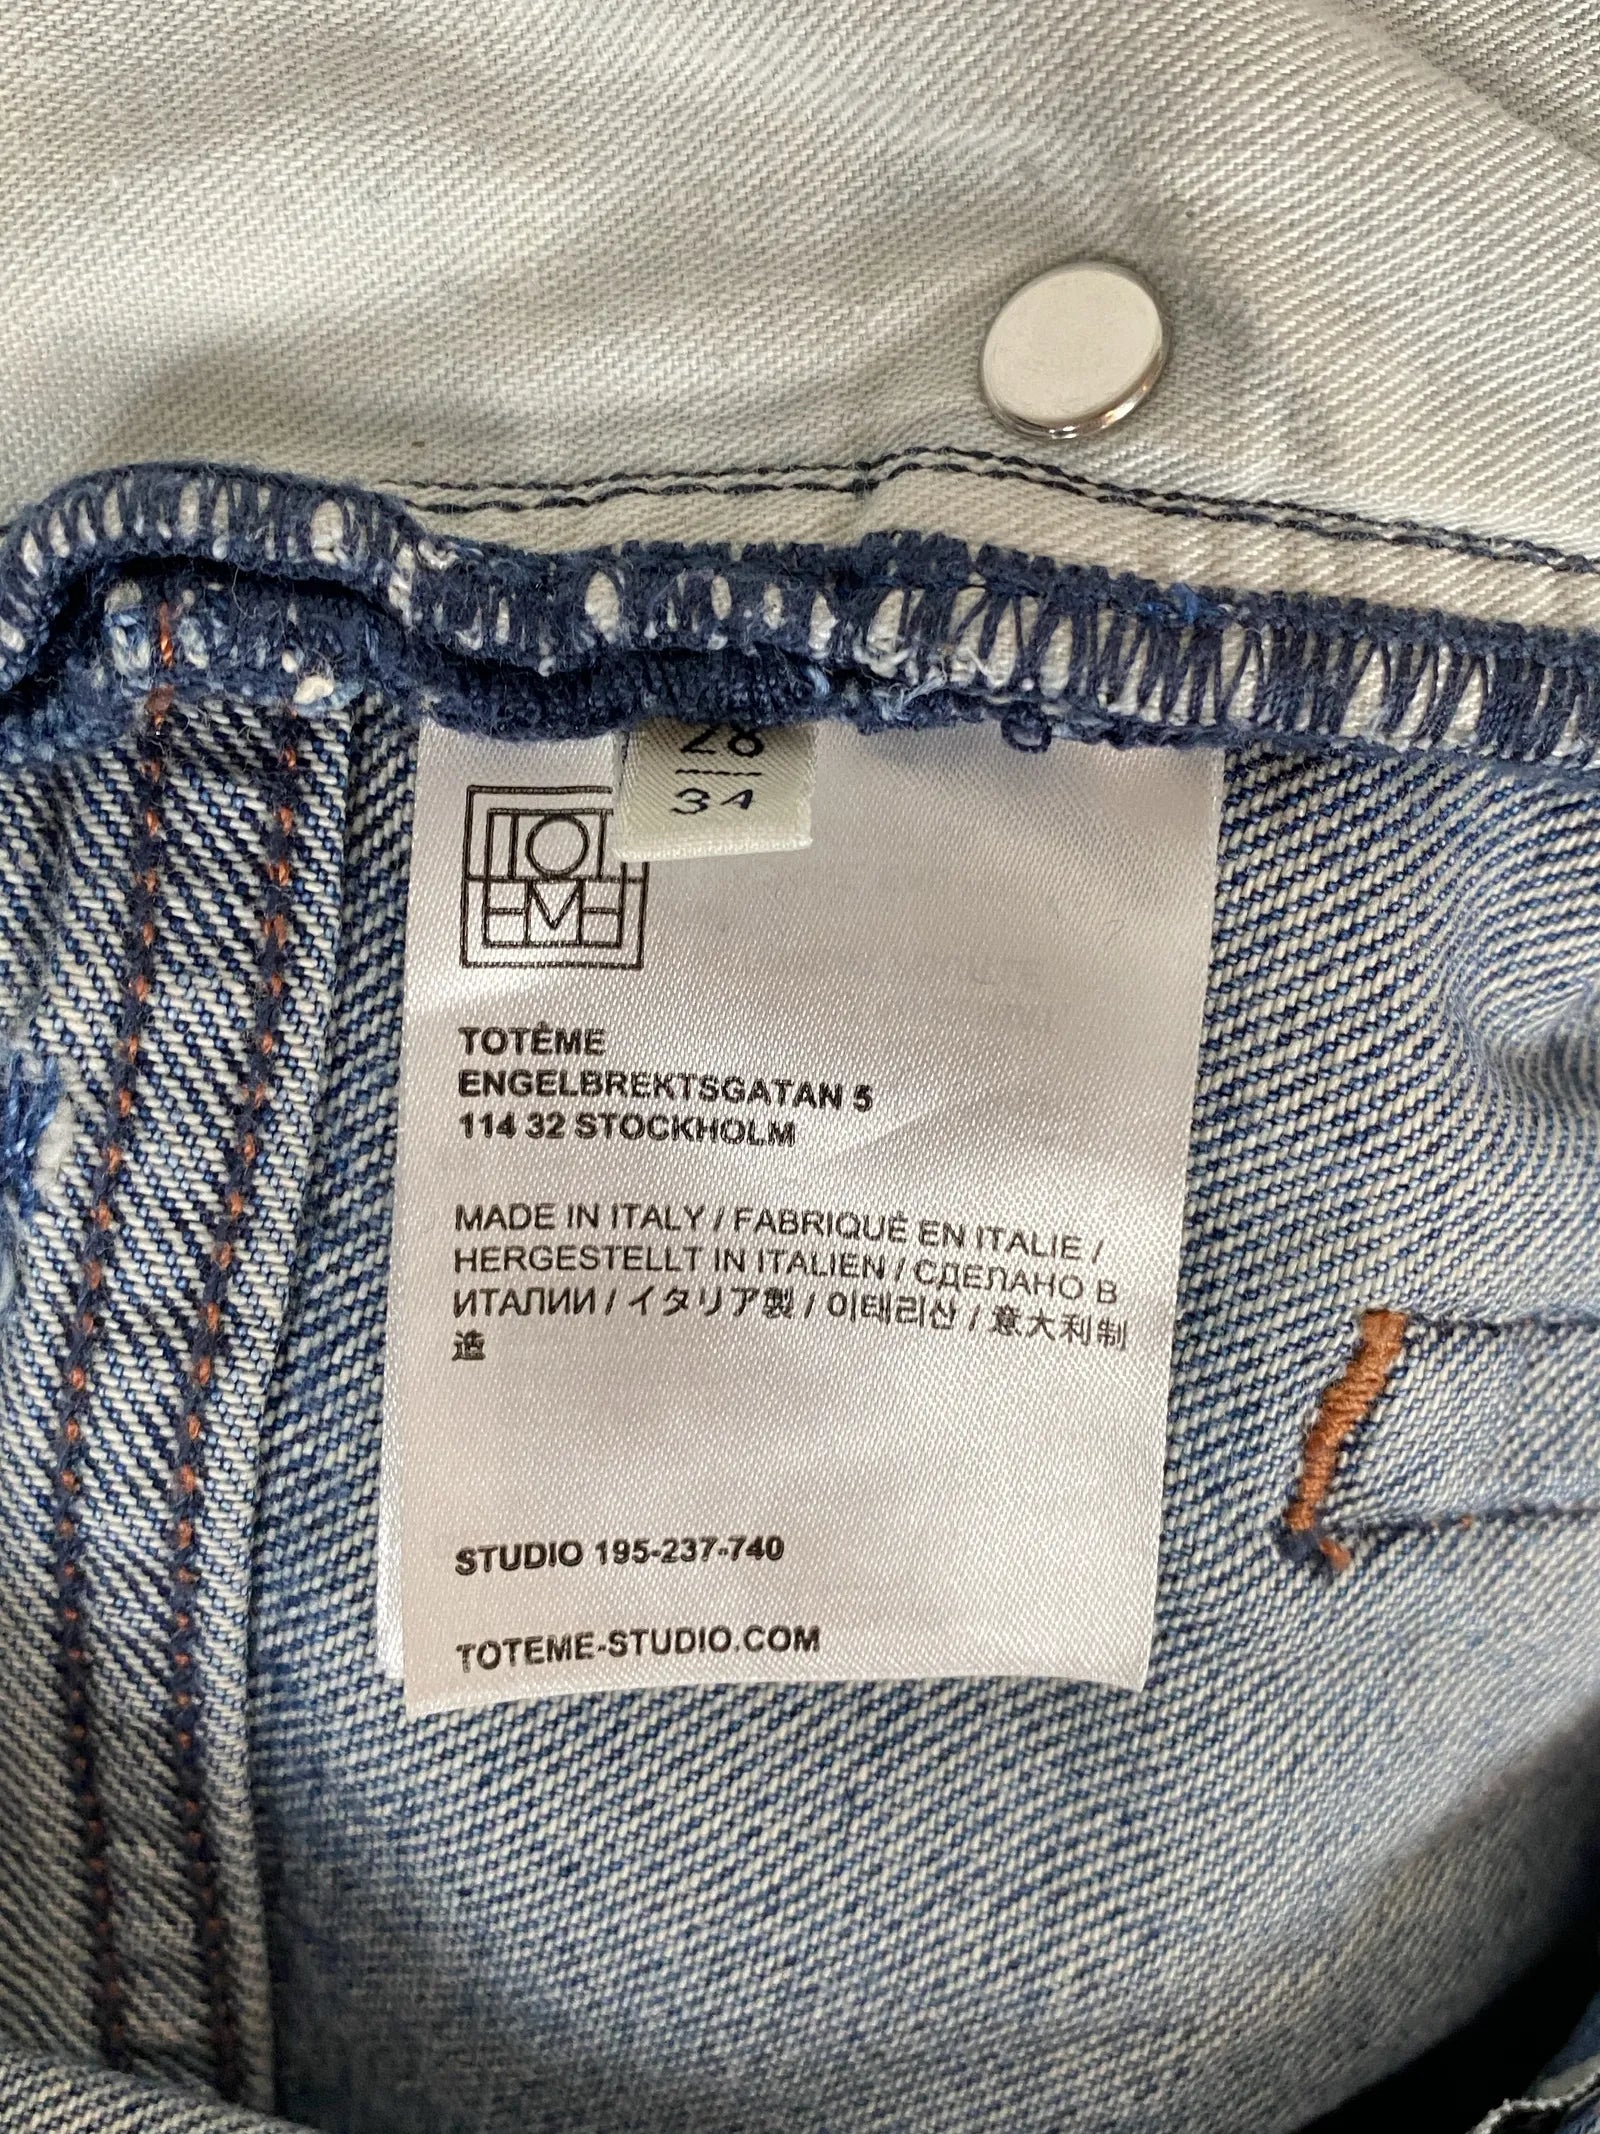 28
34
TOTEME
TOTÊME
ENGELBREKTSGATAN 5
114 32 STOCKHOLM
MADE IN ITALY / FABRIQUÉ EN ITALIE /
HERGESTELLT IN ITALIEN / СДЕЛАНО В
ИТАЛИИ / イタリア製 / 이태리산 / 意大利制
造
STUDIO 195-237-740
TOTEME-STUDIO.COM